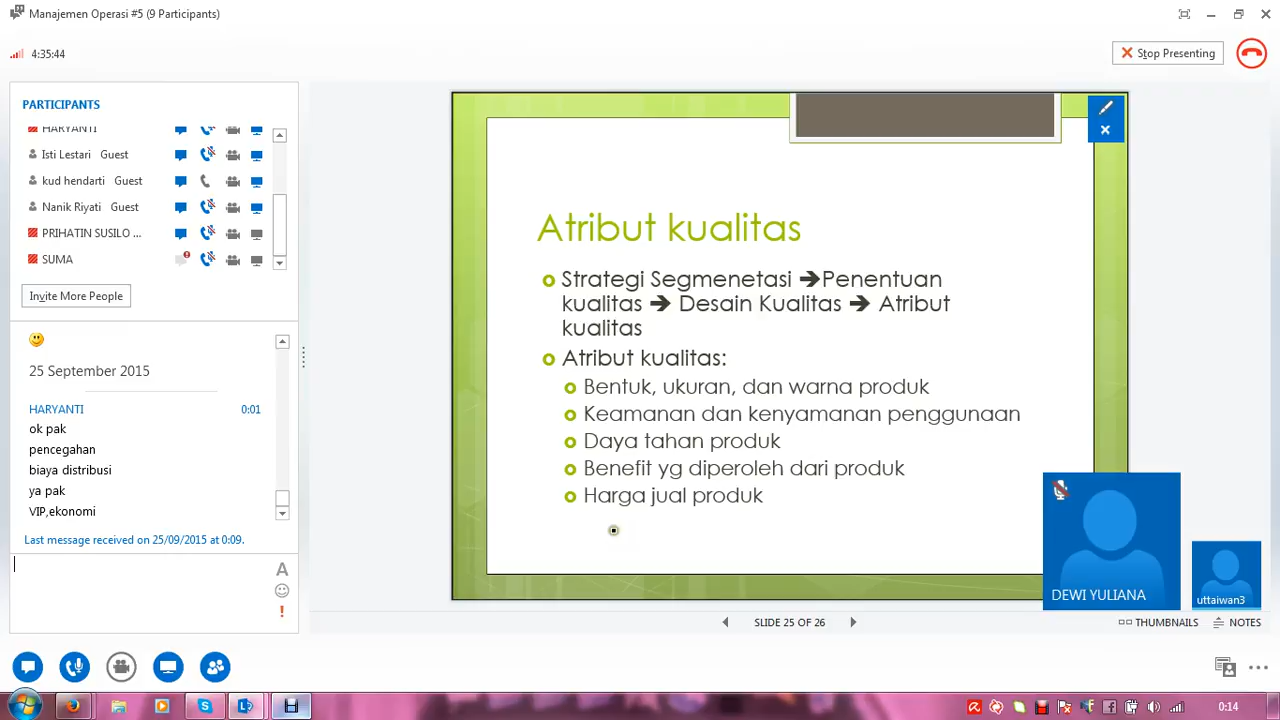 Manajemen Operasi #5 (9 Participants)
4:35:44
Stop Presenting
PARTICIPANTS
HARYANTI
Isti Lestari Guest
kud hendarti Guest
Nanik Riyati Guest
PRIHATIN SUSILO ...
SUMA
Invite More People
25 September 2015
HARYANTI 0:01
ok pak
pencegahan
biaya distribusi
ya pak
VIP,ekonomi
Last message received on 25/09/2015 at 0:09.
A
Atribut kualitas
Strategi Segmenetasi ➔Penentuan
kualitas ➔ Desain Kualitas ➔ Atribut
kualitas
Atribut kualitas:
Bentuk, ukuran, dan warna produk
Keamanan dan kenyamanan penggunaan
Daya tahan produk
Benefit yg diperoleh dari produk
Harga jual produk
DEWI YULIANA
uttaiwan3
SLIDE 25 OF 26
THUMBNAILS
NOTES
0:14